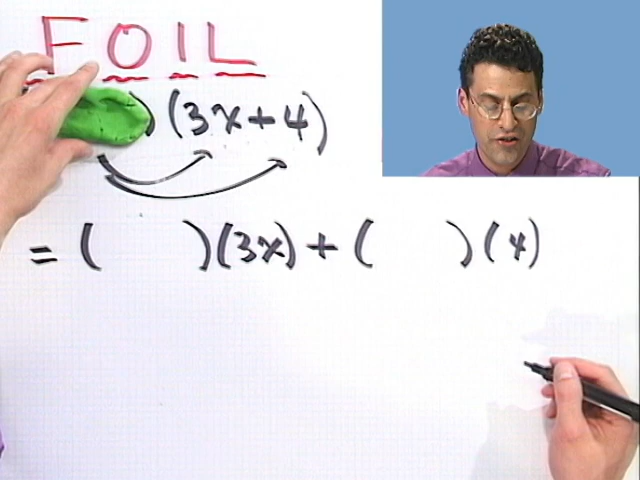 FOIL
) (3x + 4)
= (    ) (3x) + (    ) (4)